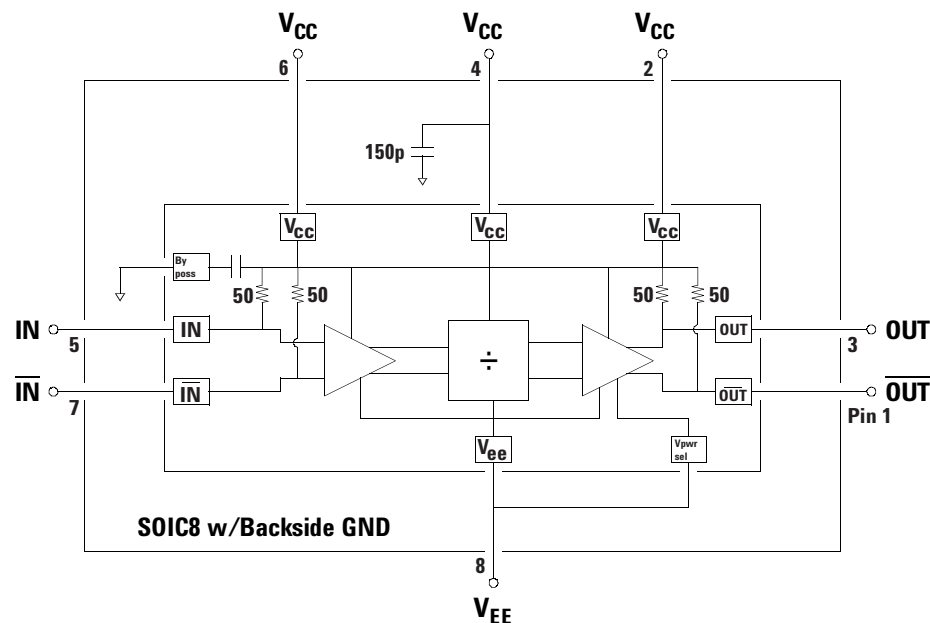 VCC
VCC
VCC
6
4
2
150p
Vcc
Vcc
Vcc
By
poss
50
50
50
50
IN
5
IN
÷
OUT
3
OUT
IN
7
IN
OUT
OUT
Pin 1
Vee
Vpwr
sel
SOIC8 w/Backside GND
8
VEE